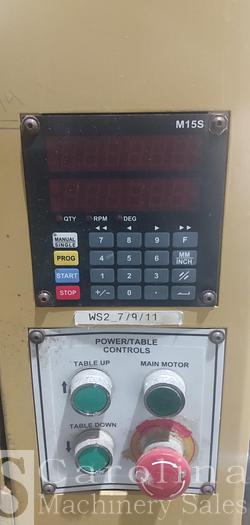 M15S
QTY RPM DEG
MANUAL SINGLE 7 8 9 F
PROG 4 5 6 MM INCH
START 1 2 3
STOP +/- 0 .
WS2 7/9/11
POWER/TABLE
CONTROLS
TABLE UP MAIN MOTOR
TABLE DOWN
Carolina
Machinery Sales